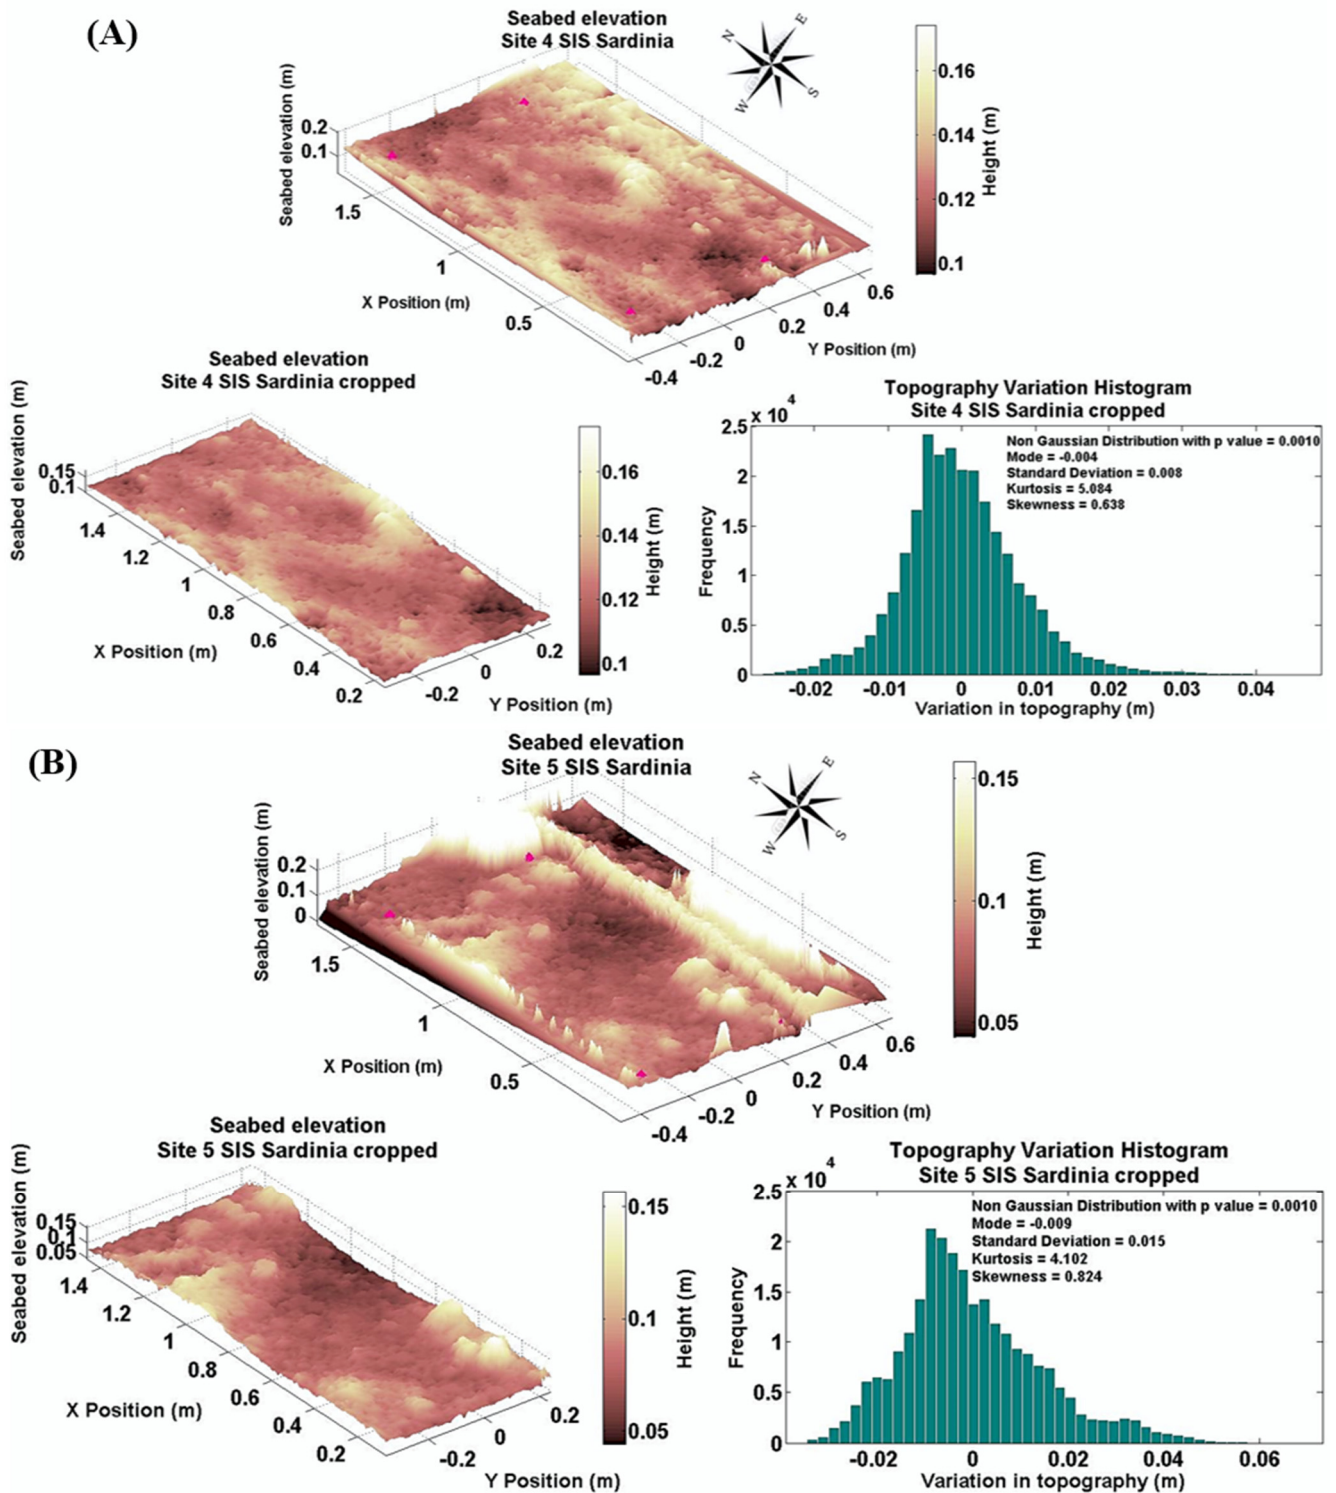 (A)
Seabed elevation
Site 4 SIS Sardinia
N
E
W
S
Seabed elevation (m)
0.2
0.1
1.5
1
0.5
X Position (m)
-0.4
-0.2
0
0.2
0.4
0.6
Y Position (m)
0.16
0.14
0.12
0.1
Height (m)
Seabed elevation
Site 4 SIS Sardinia cropped
Seabed elevation (m)
0.15
0.1
1.4
1.2
1
0.8
0.6
0.4
0.2
X Position (m)
-0.2
0
0.2
Y Position (m)
0.16
0.14
0.12
0.1
Height (m)
Topography Variation Histogram
Site 4 SIS Sardinia cropped
x 10 4
2.5
2
1.5
1
0.5
0
Frequency
Non Gaussian Distribution with p value = 0.0010
Mode = -0.004
Standard Deviation = 0.008
Kurtosis = 5.084
Skewness = 0.638
-0.02 -0.01 0 0.01 0.02 0.03 0.04
Variation in topography (m)
(B)
Seabed elevation
Site 5 SIS Sardinia
N
E
W
S
Seabed elevation (m)
0.2
0.1
0
1.5
1
0.5
X Position (m)
-0.4
-0.2
0
0.2
0.4
0.6
Y Position (m)
0.15
0.1
0.05
Height (m)
Seabed elevation
Site 5 SIS Sardinia cropped
Seabed elevation (m)
0.15
0.1
0.05
1.4
1.2
1
0.8
0.6
0.4
0.2
X Position (m)
-0.2
0
0.2
Y Position (m)
0.15
0.1
0.05
Height (m)
Topography Variation Histogram
Site 5 SIS Sardinia cropped
x 10 4
2.5
2
1.5
1
0.5
0
Frequency
Non Gaussian Distribution with p value = 0.0010
Mode = -0.009
Standard Deviation = 0.015
Kurtosis = 4.102
Skewness = 0.824
-0.02 0 0.02 0.04 0.06
Variation in topography (m)